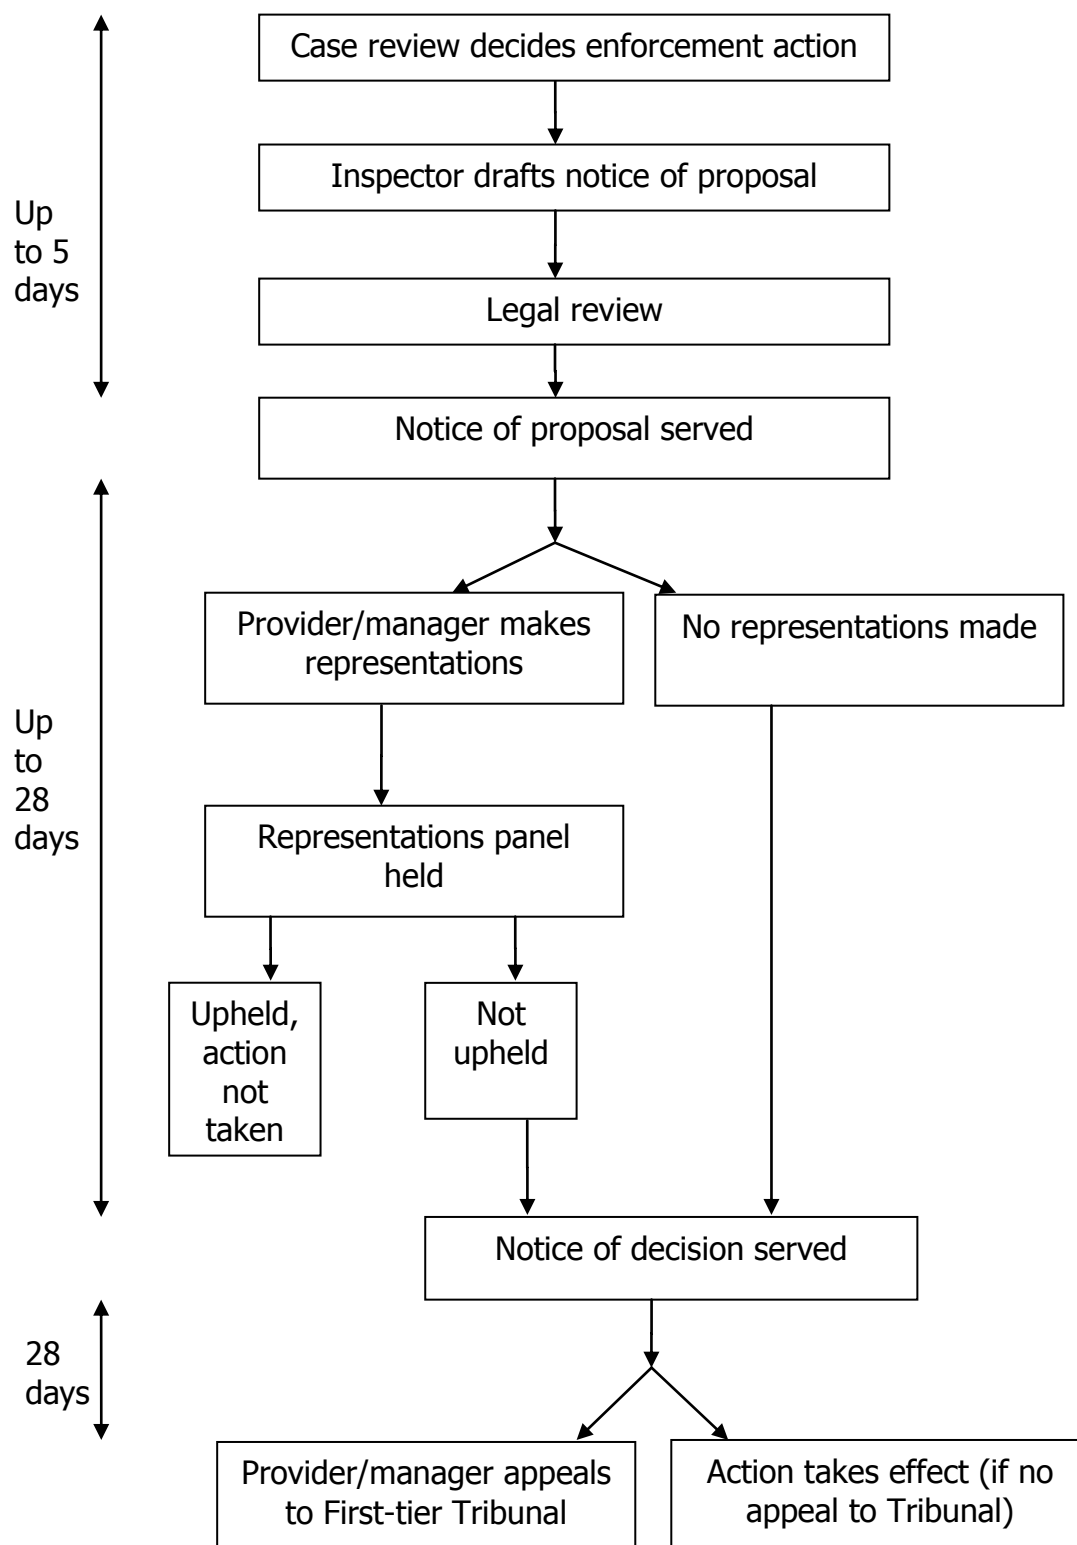 Case review decides enforcement action
Inspector drafts notice of proposal
Up
to 5
days
Legal review
Notice of proposal served
Provider/manager makes
representations
No representations made
Up
to
28
days
Representations panel
held
Upheld,
action
not
taken
Not
upheld
Notice of decision served
28
days
Provider/manager appeals
to First-tier Tribunal
Action takes effect (if no
appeal to Tribunal)